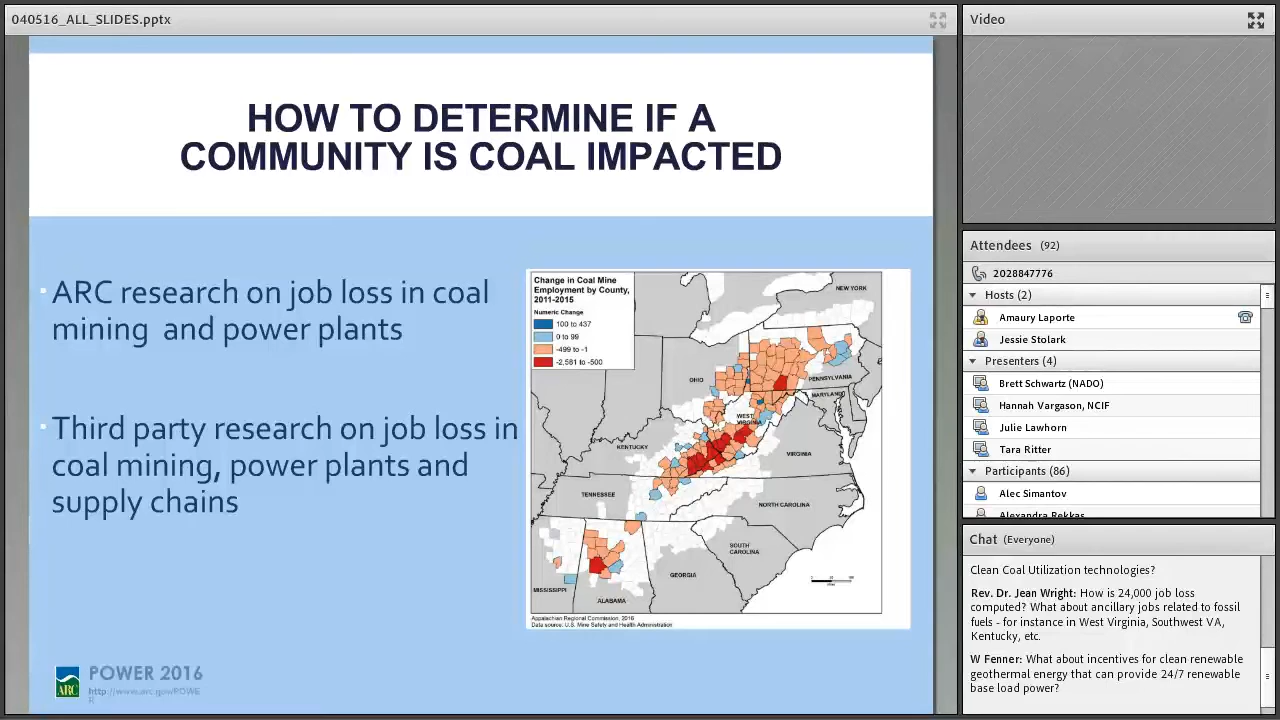 040516_ALL_SLIDES.pptx
HOW TO DETERMINE IF A
COMMUNITY IS COAL IMPACTED
ARC research on job loss in coal
mining and power plants
Third party research on job loss in
coal mining, power plants and
supply chains
Change in Coal Mine
Employment by County,
2011-2015
Numeric Change
100 to 437
0 to 99
-499 to -1
-2,581 to -500
NEW YORK
OHIO
PENNSYLVANIA
MARYLAND
WEST
VIRGINIA
KENTUCKY
VIRGINIA
TENNESSEE
NORTH CAROLINA
SOUTH
CAROLINA
GEORGIA
MISSISSIPPI
ALABAMA
Appalachian Regional Commission, 2016
Data source: U.S. Mine Safety and Health Administration
ARC
POWER 2016
http://www.arc.gov/POWE
R
Video
Attendees (92)
2028847776
Hosts (2)
Amaury Laporte
Jessie Stolark
Presenters (4)
Brett Schwartz (NADO)
Hannah Vargason, NCIF
Julie Lawhorn
Tara Ritter
Participants (86)
Alec Simantov
Alexandra Rekkas
Chat (Everyone)
Clean Coal Utilization technologies?
Rev. Dr. Jean Wright: How is 24,000 job loss
computed? What about ancillary jobs related to fossil
fuels - for instance in West Virginia, Southwest VA,
Kentucky, etc.
W Fenner: What about incentives for clean renewable
geothermal energy that can provide 24/7 renewable
base load power?